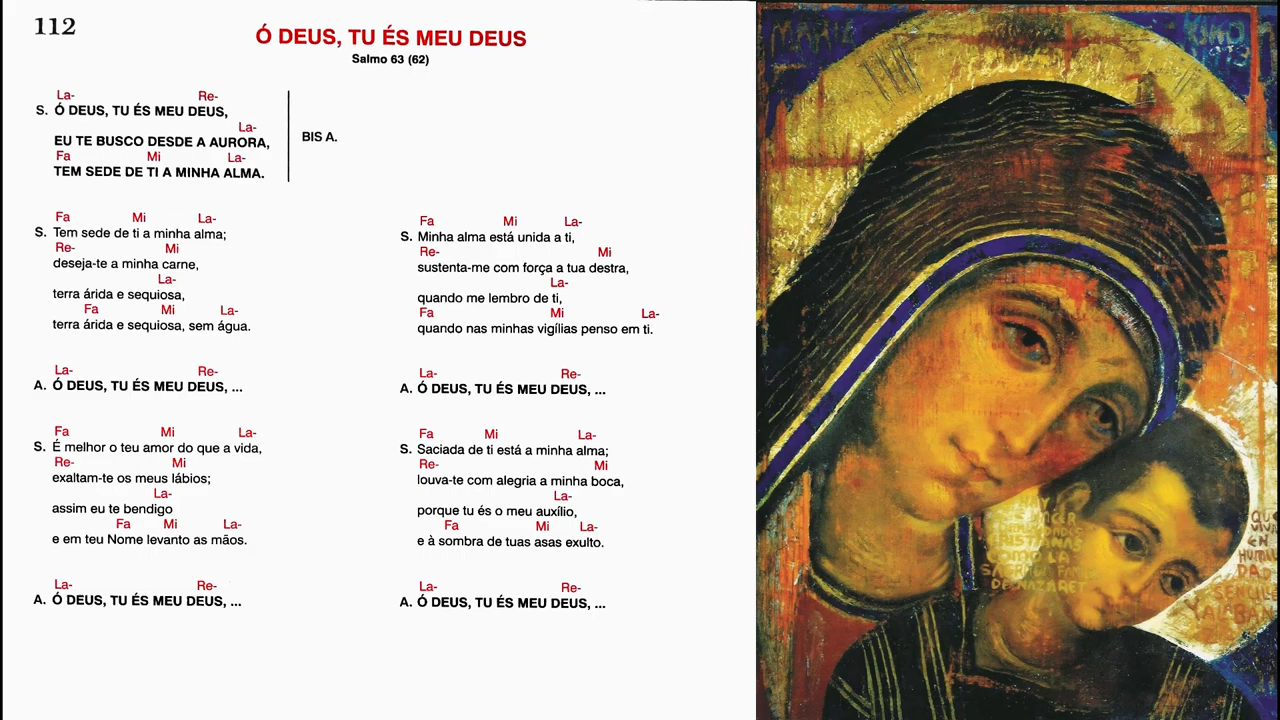 112
Ó DEUS, TU ÉS MEU DEUS
Salmo 63 (62)
La- Re-
S. Ó DEUS, TU ÉS MEU DEUS,
La-
EU TE BUSCO DESDE A AURORA,
Fa Mi La-
TEM SEDE DE TI A MINHA ALMA.
BIS A.
Fa Mi La-
S. Tem sede de ti a minha alma;
Re- Mi
deseja-te a minha carne,
La-
terra árida e sequiosa,
Fa Mi La-
terra árida e sequiosa, sem água.
La- Re-
A. Ó DEUS, TU ÉS MEU DEUS, ...
Fa Mi La-
S. É melhor o teu amor do que a vida,
Re- Mi
exaltam-te os meus lábios;
La-
assim eu te bendigo
Fa Mi La-
e em teu Nome levanto as mãos.
La- Re-
A. Ó DEUS, TU ÉS MEU DEUS, ...
Fa Mi La-
S. Minha alma está unida a ti,
Re- Mi
sustenta-me com força a tua destra,
La-
quando me lembro de ti,
Fa Mi La-
quando nas minhas vigílias penso em ti.
La- Re-
A. Ó DEUS, TU ÉS MEU DEUS, ...
Fa Mi La-
S. Saciada de ti está a minha alma;
Re- Mi
louva-te com alegria a minha boca,
La-
porque tu és o meu auxílio,
Fa Mi La-
e à sombra de tuas asas exulto.
La- Re-
A. Ó DEUS, TU ÉS MEU DEUS, ...
COMO LA
DE NAZARET
EN